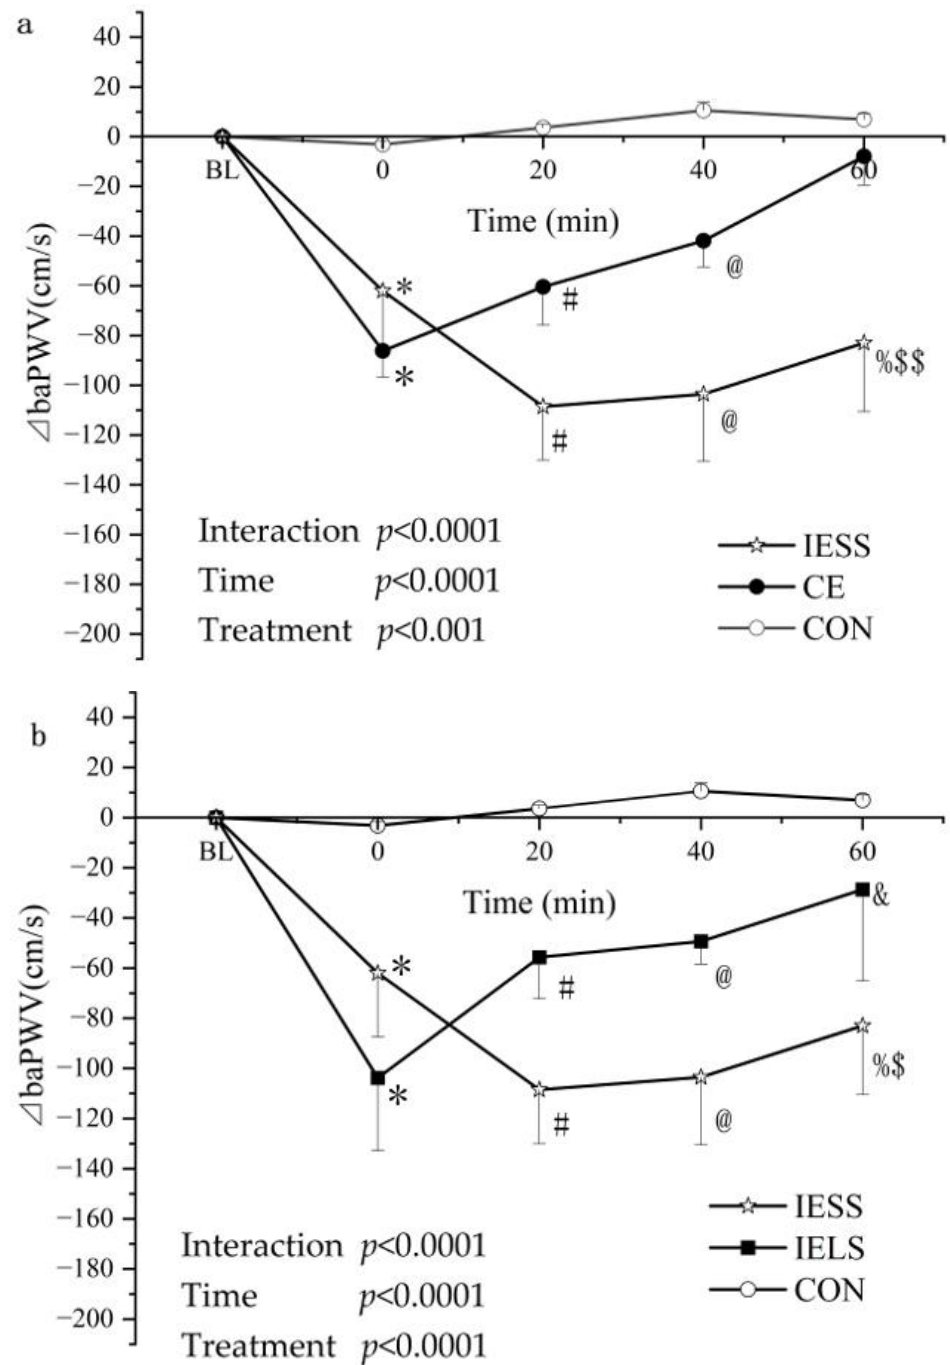 a
40
20
0
−20
−40
−60
−80
−100
−120
−140
−160
−180
−200
⊿baPWV(cm/s)
BL 0 20 40 60
Time (min)
*
*
#
#
@
@
%$$
Interaction p<0.0001
Time p<0.0001
Treatment p<0.001
IESS
CE
CON
b
40
20
0
−20
−40
−60
−80
−100
−120
−140
−160
−180
−200
⊿baPWV(cm/s)
BL 0 20 40 60
Time (min)
*
*
#
#
@
@
&
%$
Interaction p<0.0001
Time p<0.0001
Treatment p<0.0001
IESS
IELS
CON